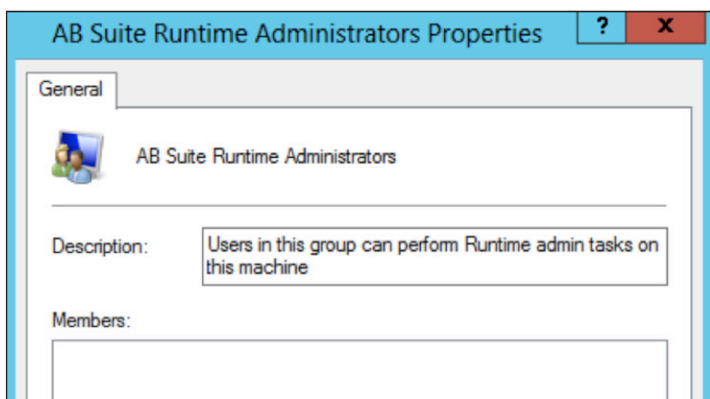 AB Suite Runtime Administrators Properties ? x
General
AB Suite Runtime Administrators
Description: Users in this group can perform Runtime admin tasks on
this machine
Members: